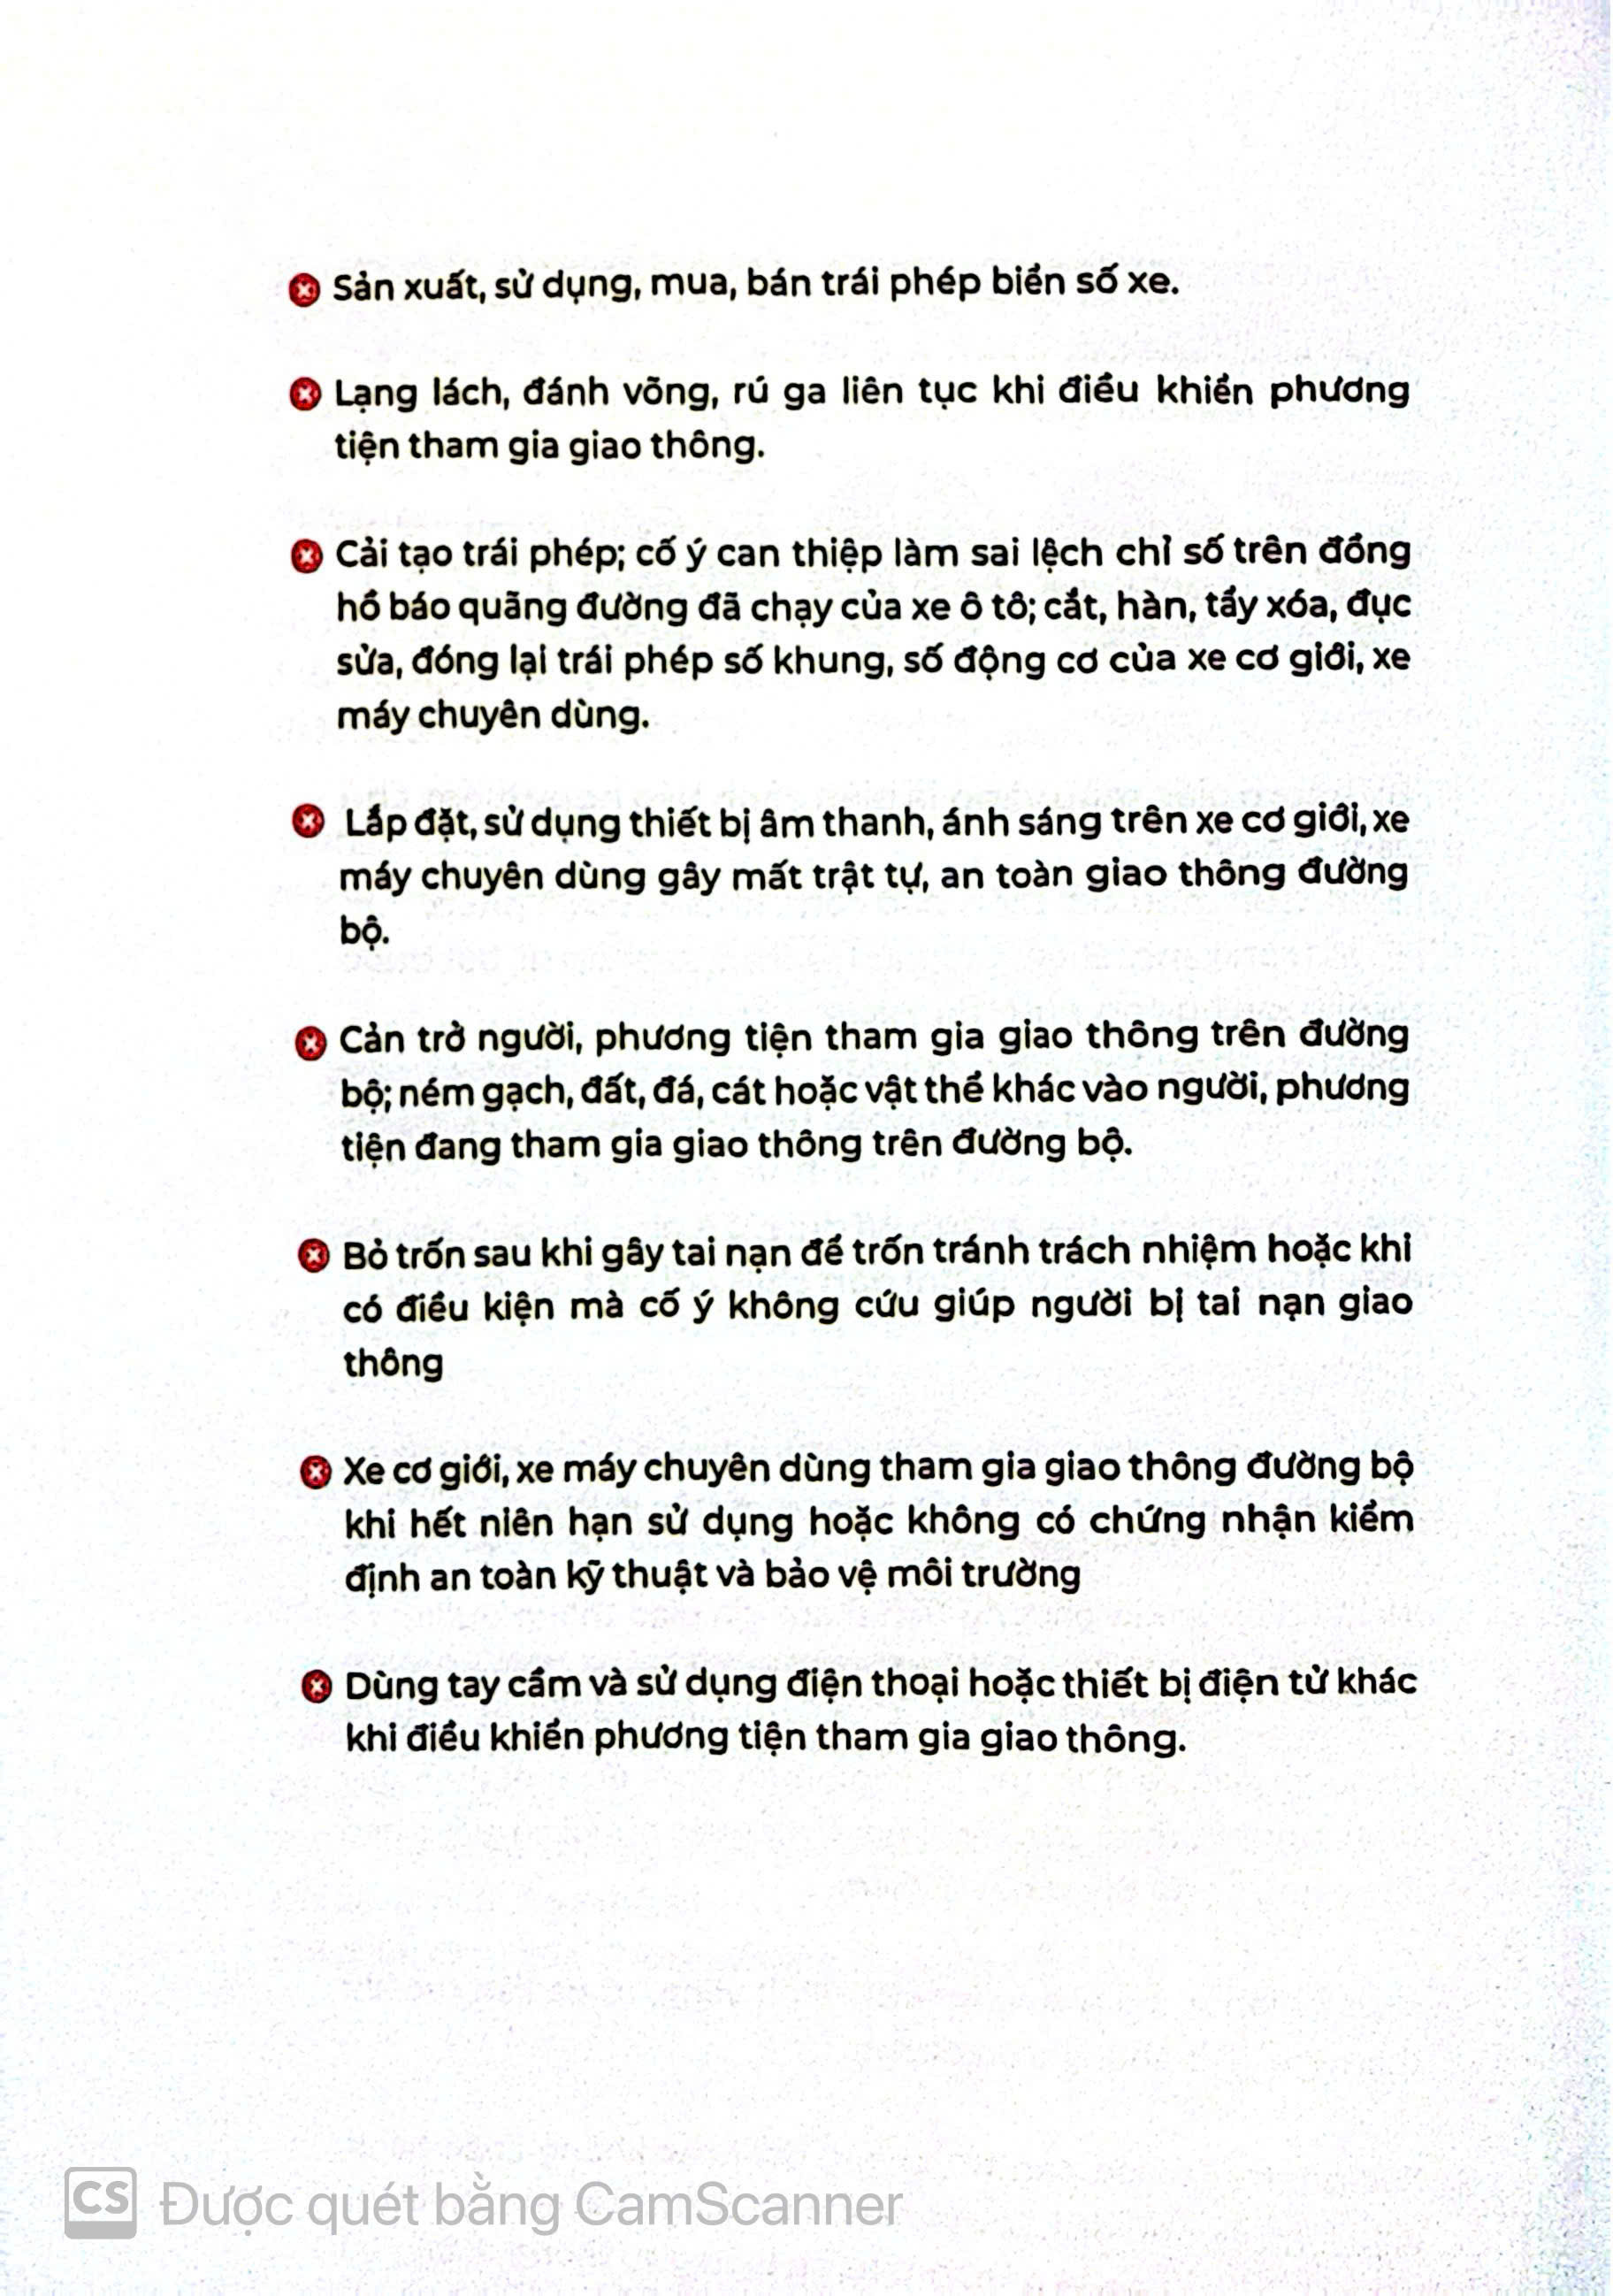 Sản xuất, sử dụng, mua, bán trái phép biển số xe.
Lạng lách, đánh võng, rú ga liên tục khi điều khiển phương
tiện tham gia giao thông.
Cải tạo trái phép; cố ý can thiệp làm sai lệch chỉ số trên đồng
hồ báo quãng đường đã chạy của xe ô tô; cắt, hàn, tẩy xóa, đục
sửa, đóng lại trái phép số khung, số động cơ của xe cơ giới, xe
máy chuyên dùng.
Lắp đặt, sử dụng thiết bị âm thanh, ánh sáng trên xe cơ giới, xe
máy chuyên dùng gây mất trật tự, an toàn giao thông đường
bộ.
Cản trở người, phương tiện tham gia giao thông trên đường
bộ; ném gạch, đất, đá, cát hoặc vật thể khác vào người, phương
tiện đang tham gia giao thông trên đường bộ.
Bỏ trốn sau khi gây tai nạn để trốn tránh trách nhiệm hoặc khi
có điều kiện mà cố ý không cứu giúp người bị tai nạn giao
thông
Xe cơ giới, xe máy chuyên dùng tham gia giao thông đường bộ
khi hết niên hạn sử dụng hoặc không có chứng nhận kiểm
định an toàn kỹ thuật và bảo vệ môi trường
Dùng tay cầm và sử dụng điện thoại hoặc thiết bị điện tử khác
khi điều khiển phương tiện tham gia giao thông.
CS Được quét bằng CamScanner